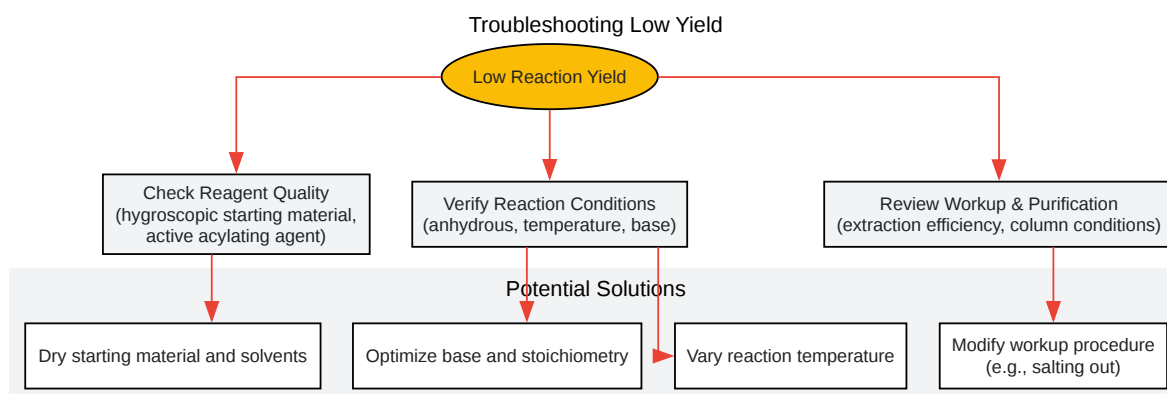 Troubleshooting Low Yield
Low Reaction Yield
Check Reagent Quality
(hygroscopic starting material,
active acylating agent)
Verify Reaction Conditions
(anhydrous, temperature, base)
Review Workup & Purification
(extraction efficiency, column conditions)
Potential Solutions
Dry starting material and solvents
Optimize base and stoichiometry
Vary reaction temperature
Modify workup procedure
(e.g., salting out)